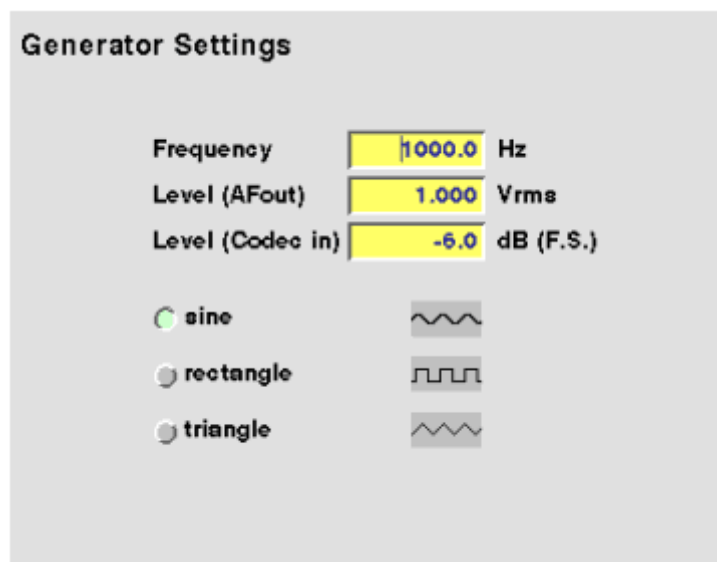 Generator Settings
Frequency 1000.0 Hz
Level (AFout) 1.000 Vrms
Level (Codec in) -6.0 dB (F.S.)
sine
rectangle
triangle